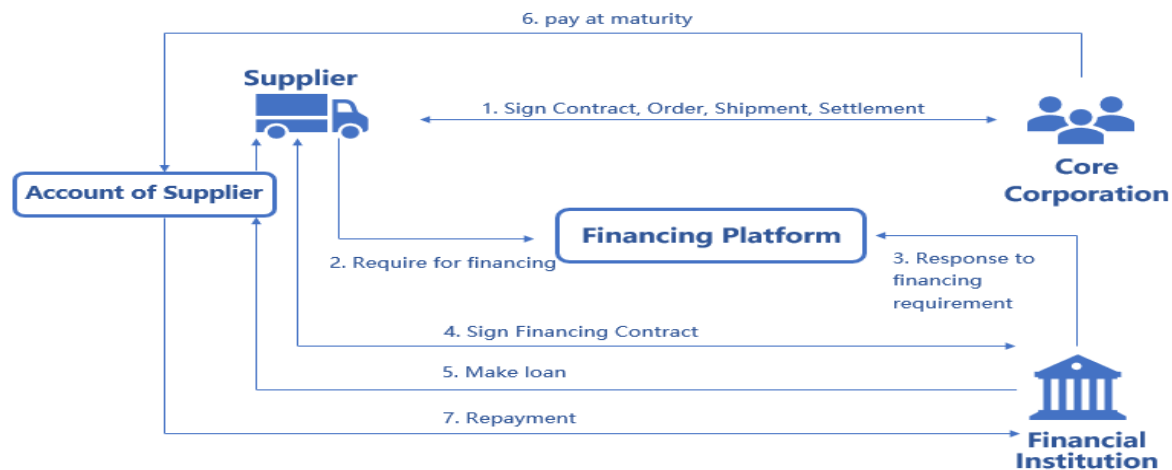 6. pay at maturity
Supplier
1. Sign Contract, Order, Shipment, Settlement
Core
Corporation
Account of Supplier
Financing Platform
2. Require for financing
3. Response to
financing
requirement
4. Sign Financing Contract
5. Make loan
7. Repayment
Financial
Institution